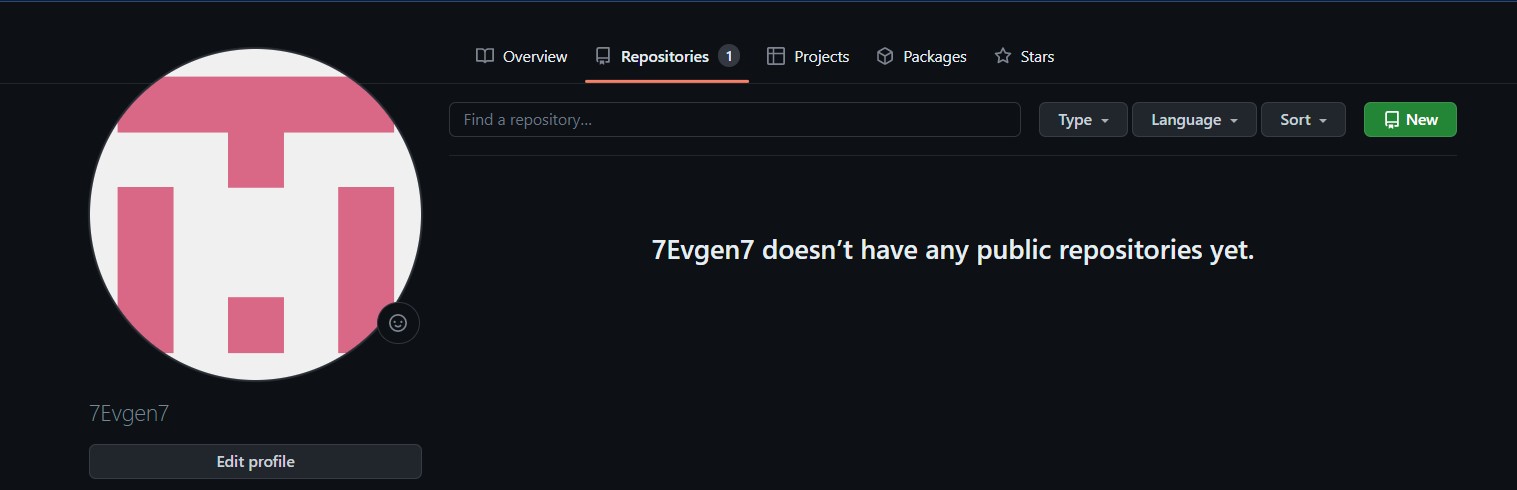 Overview Repositories 1 Projects Packages Stars
Find a repository...
Type Language Sort New
7Evgen7 doesn’t have any public repositories yet.
7Evgen7
Edit profile